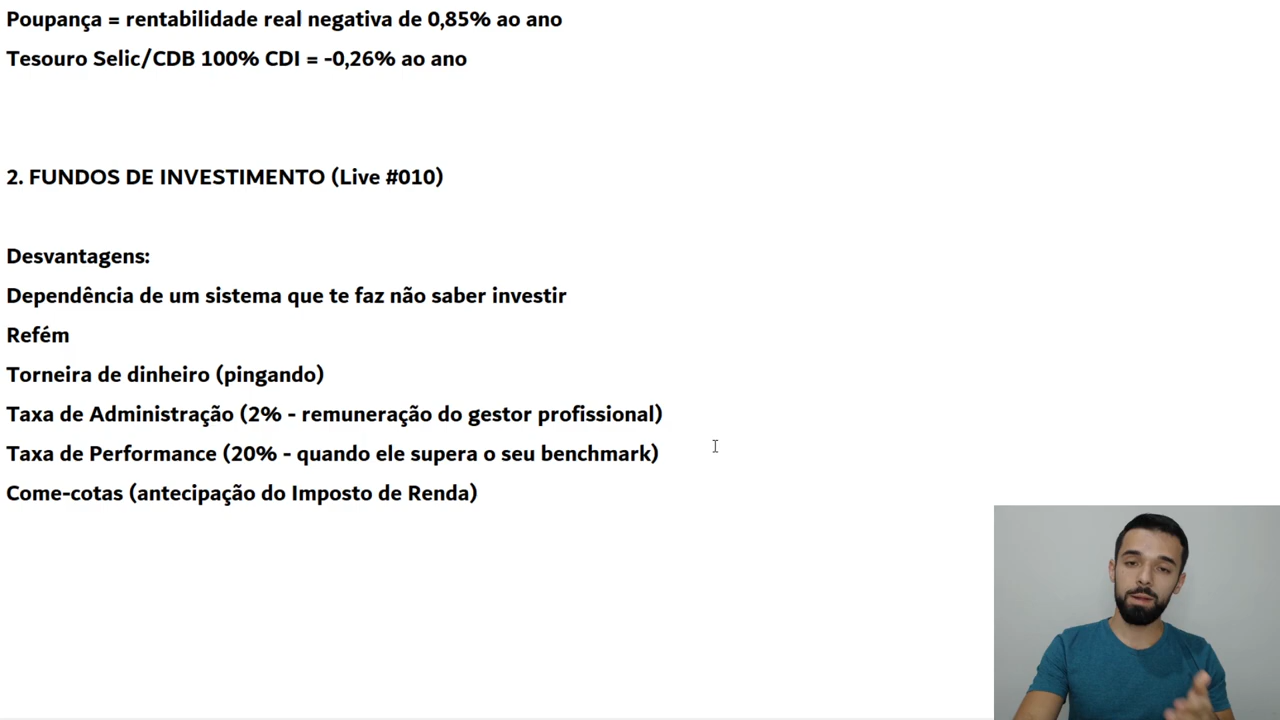 Poupança = rentabilidade real negativa de 0,85% ao ano
Tesouro Selic/CDB 100% CDI = -0,26% ao ano
2. FUNDOS DE INVESTIMENTO (Live #010)
Desvantagens:
Dependência de um sistema que te faz não saber investir
Refém
Torneira de dinheiro (pingando)
Taxa de Administração (2% - remuneração do gestor profissional)
Taxa de Performance (20% - quando ele supera o seu benchmark)
Come-cotas (antecipação do Imposto de Renda)